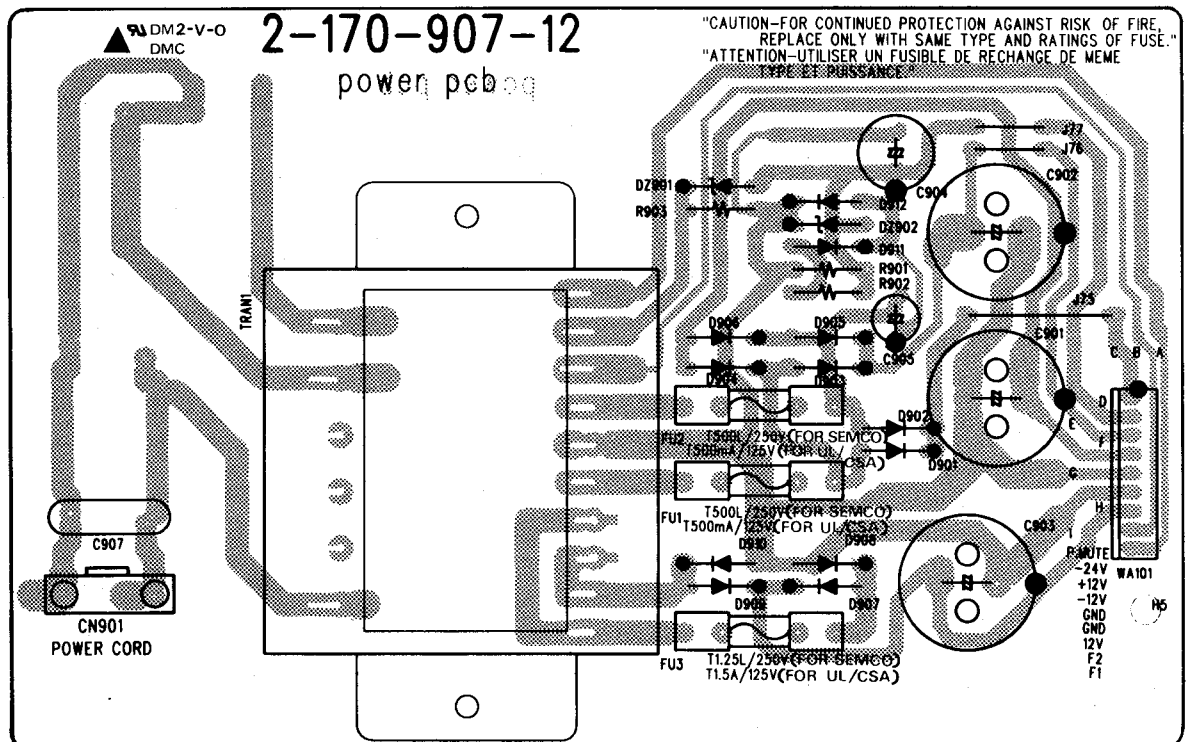 DM2-V-0
DMC
2-170-907-12
power pcb
"CAUTION-FOR CONTINUED PROTECTION AGAINST RISK OF FIRE,
REPLACE ONLY WITH SAME TYPE AND RATINGS OF FUSE."
"ATTENTION-UTILISER UN FUSIBLE DE RECHANGE DE MEME
TYPE ET PUISSANCE."
J77
J76
C902
C904
DZ901
R903
D912
DZ902
D911
R901
R902
TRAN1
J75
C901
D906
D905
C905
D904
D903
C B A
D
E
F
G
H
I
D902
D901
FU2
T500L/250V(FOR SEMCO)
T500mA/125V(FOR UL/CSA)
FU1
T500L/250V(FOR SEMCO)
T500mA/125V(FOR UL/CSA)
C903
C907
D910
D908
D909
D907
CN901
POWER CORD
FU3
T1.25L/250V(FOR SEMCO)
T1.5A/125V(FOR UL/CSA)
P.MUTE
-24V
+12V
-12V
GND
GND
12V
F2
F1
WA101
H5